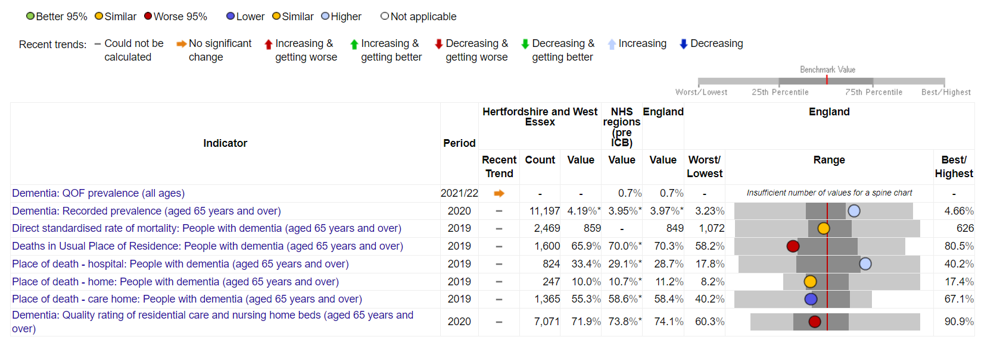 Better 95% Similar Worse 95% Lower Similar Higher Not applicable
Recent trends: Could not be calculated No significant change Increasing & getting worse Increasing & getting better Decreasing & getting worse Decreasing & getting better Increasing Decreasing
Benchmark Value
Worst/Lowest 25th Percentile 75th Percentile Best/Highest
Indicator Period Hertfordshire and West Essex NHS regions (pre ICB) England England
Recent Trend Count Value Value Value Worst/ Lowest Range Best/ Highest
Dementia: QOF prevalence (all ages) 2021/22 - - 0.7% 0.7% - Insufficient number of values for a spine chart -
Dementia: Recorded prevalence (aged 65 years and over) 2020 – 11,197 4.19%* 3.95%* 3.97%* 3.23% 4.66%
Direct standardised rate of mortality: People with dementia (aged 65 years and over) 2019 – 2,469 859 - 849 1,072 626
Deaths in Usual Place of Residence: People with dementia (aged 65 years and over) 2019 – 1,600 65.9% 70.0%* 70.3% 58.2% 80.5%
Place of death - hospital: People with dementia (aged 65 years and over) 2019 – 824 33.4% 29.1%* 28.7% 17.8% 40.2%
Place of death - home: People with dementia (aged 65 years and over) 2019 – 247 10.0% 10.7%* 11.2% 8.2% 17.4%
Place of death - care home: People with dementia (aged 65 years and over) 2019 – 1,365 55.3% 58.6%* 58.4% 40.2% 67.1%
Dementia: Quality rating of residential care and nursing home beds (aged 65 years and over) 2020 – 7,071 71.9% 73.8%* 74.1% 60.3% 90.9%